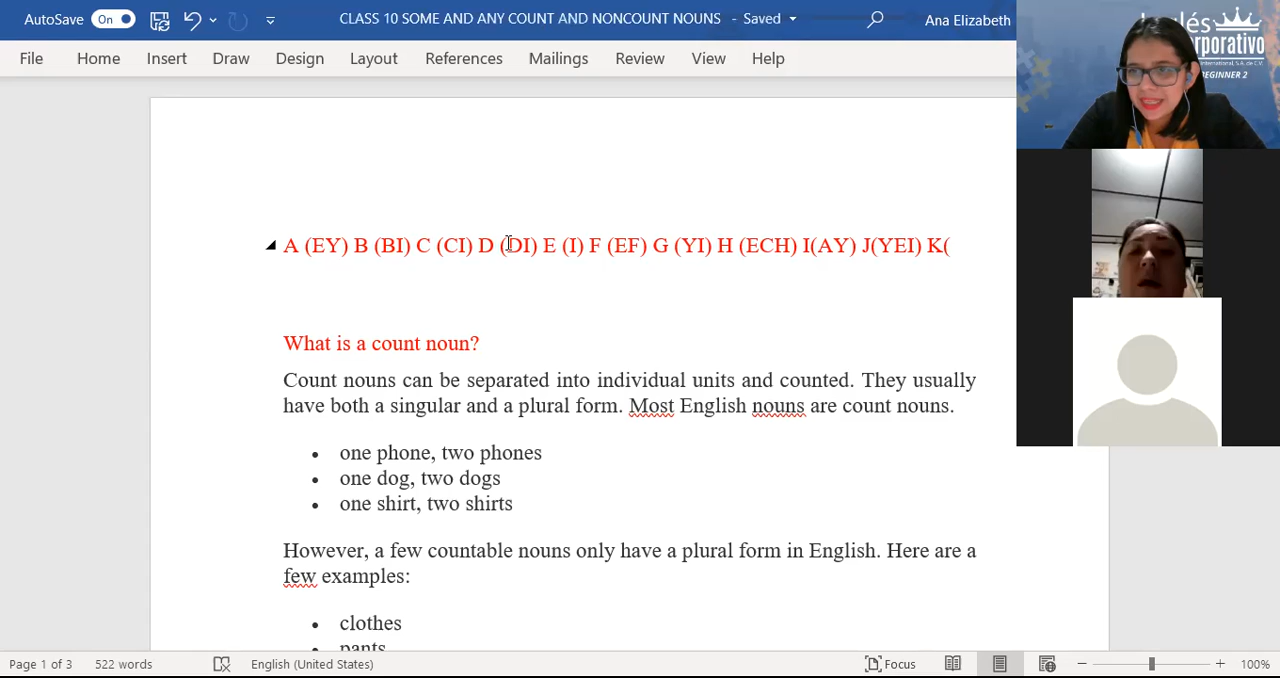 AutoSave On CLASS 10 SOME AND ANY COUNT AND NONCOUNT NOUNS - Saved Ana Elizabeth
File Home Insert Draw Design Layout References Mailings Review View Help
A (EY) B (BI) C (CI) D (DI) E (I) F (EF) G (YI) H (ECH) I(AY) J(YEI) K(
What is a count noun?
Count nouns can be separated into individual units and counted. They usually
have both a singular and a plural form. Most English nouns are count nouns.
• one phone, two phones
• one dog, two dogs
• one shirt, two shirts
However, a few countable nouns only have a plural form in English. Here are a
few examples:
• clothes
• pants
Page 1 of 3 522 words English (United States) Focus 100%
BEGINNER 2